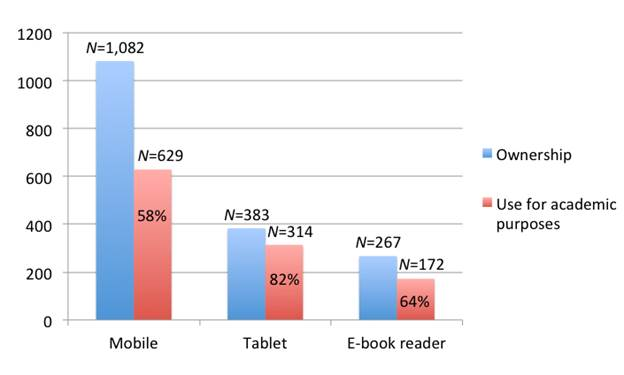 1200
1000
800
600
400
200
0
N=1,082
N=629
58%
N=383
N=314
82%
N=267
N=172
64%
Mobile
Tablet
E-book reader
Ownership
Use for academic
purposes